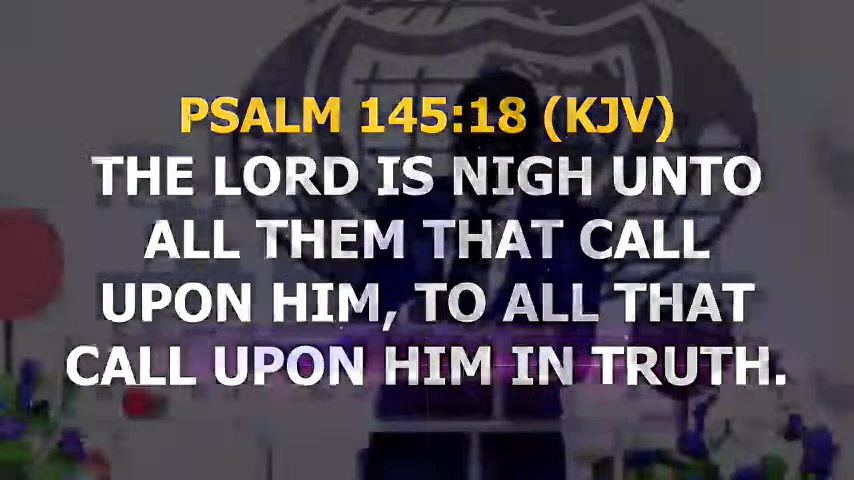 PSALM 145:18 (KJV)
THE LORD IS NIGH UNTO
ALL THEM THAT CALL
UPON HIM, TO ALL THAT
CALL UPON HIM IN TRUTH.